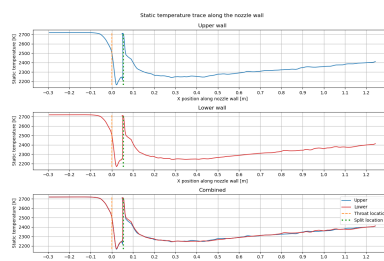 Static temperature trace along the nozzle wall
Upper wall
Static temperature [K]
2700
2600
2500
2400
2300
2200
−0.3 −0.2 −0.1 0.0 0.1 0.2 0.3 0.4 0.5 0.6 0.7 0.8 0.9 1.0 1.1 1.2
X position along nozzle wall [m]
Lower wall
Static temperature [K]
2700
2600
2500
2400
2300
2200
−0.3 −0.2 −0.1 0.0 0.1 0.2 0.3 0.4 0.5 0.6 0.7 0.8 0.9 1.0 1.1 1.2
X position along nozzle wall [m]
Combined
Static temperature [K]
2700
2600
2500
2400
2300
2200
Upper
Lower
Throat location
Split location
−0.3 −0.2 −0.1 0.0 0.1 0.2 0.3 0.4 0.5 0.6 0.7 0.8 0.9 1.0 1.1 1.2
X position along nozzle wall [m]